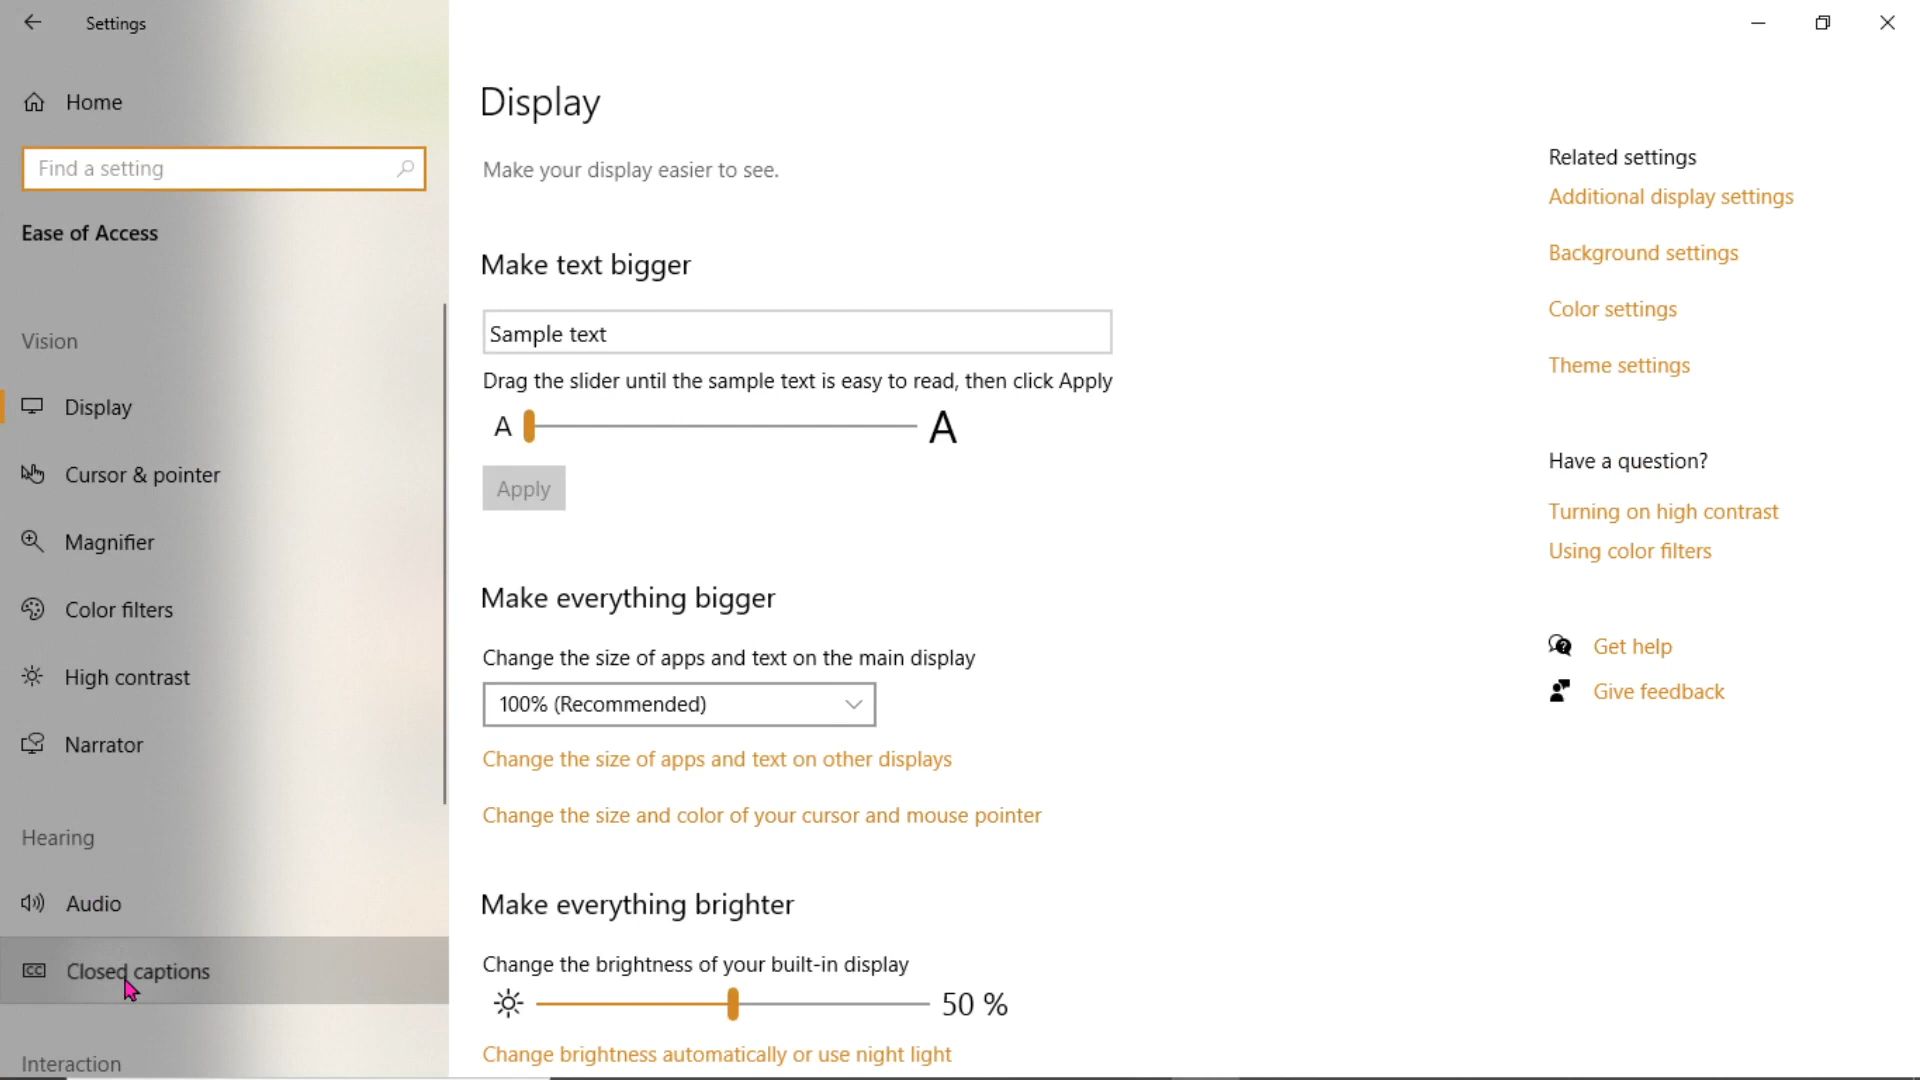 Settings
Home
Find a setting
Ease of Access
Vision
Display
Cursor & pointer
Magnifier
Color filters
High contrast
Narrator
Hearing
Audio
CC Closed captions
Interaction
Display
Make your display easier to see.
Make text bigger
Sample text
Drag the slider until the sample text is easy to read, then click Apply
A A
Apply
Make everything bigger
Change the size of apps and text on the main display
100% (Recommended)
Change the size of apps and text on other displays
Change the size and color of your cursor and mouse pointer
Make everything brighter
Change the brightness of your built-in display
50 %
Change brightness automatically or use night light
Related settings
Additional display settings
Background settings
Color settings
Theme settings
Have a question?
Turning on high contrast
Using color filters
Get help
Give feedback